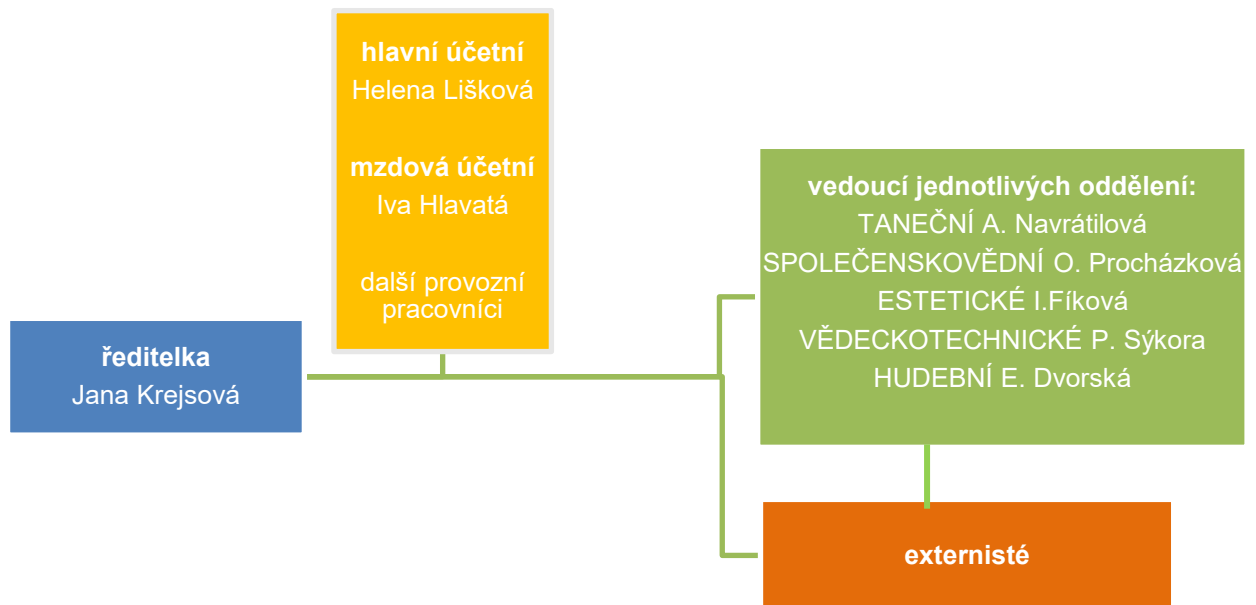 hlavní účetní
Helena Lišková
mzdová účetní
Iva Hlavatá
další provozní
pracovníci
ředitelka
Jana Krejsová
vedoucí jednotlivých oddělení:
TANEČNÍ A. Navrátilová
SPOLEČENSKOVĚDNÍ O. Procházková
ESTETICKÉ I.Fíková
VĚDECKOTECHNICKÉ P. Sýkora
HUDEBNÍ E. Dvorská
externisté